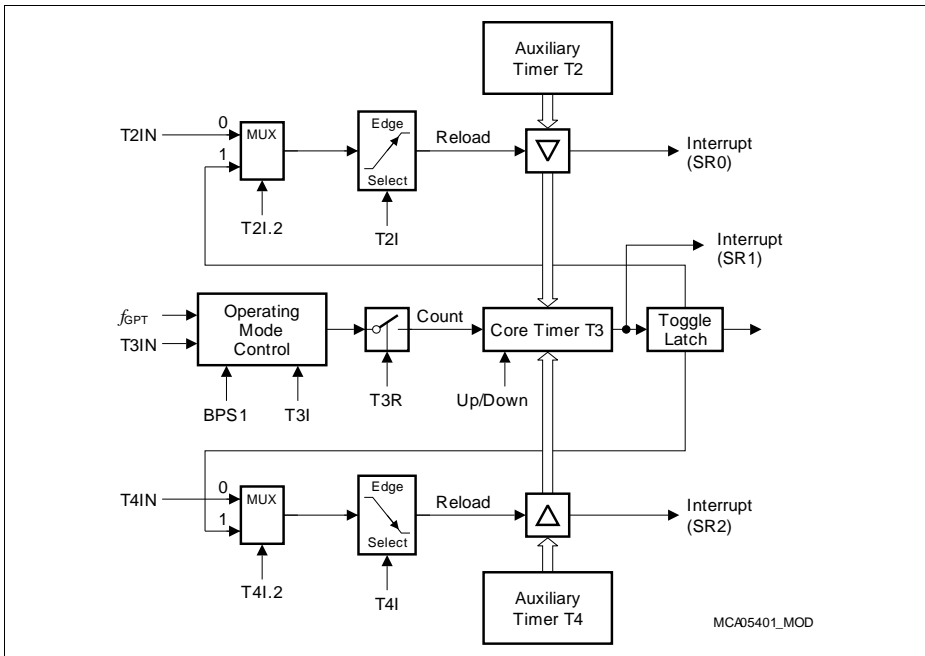 Auxiliary
Timer T2
T2IN
0
1
MUX
T2I.2
Edge
Select
T2I
Reload
Interrupt
(SR0)
Interrupt
(SR1)
fGPT
T3IN
Operating
Mode
Control
BPS1
T3I
T3R
Count
Core Timer T3
Up/Down
Toggle
Latch
T4IN
0
1
MUX
T4I.2
Edge
Select
T4I
Reload
Interrupt
(SR2)
Auxiliary
Timer T4
MCA05401_MOD